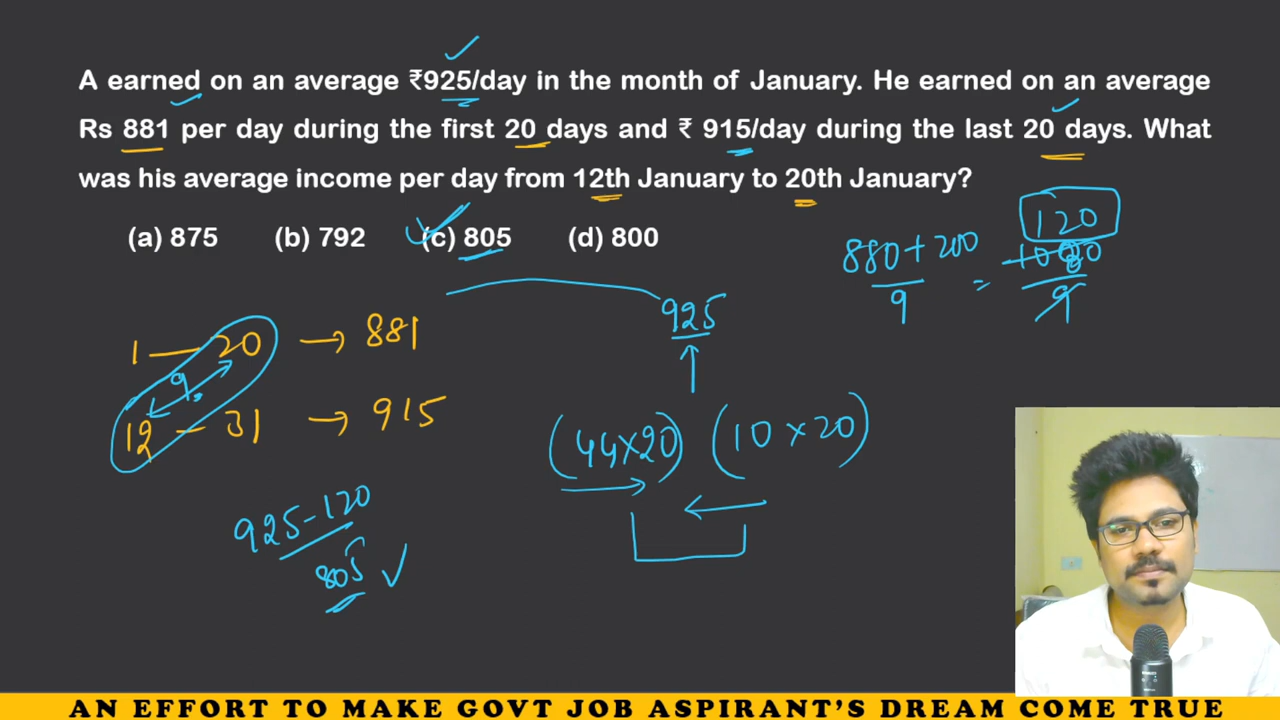 A earned on an average ₹925/day in the month of January. He earned on an average
Rs 881 per day during the first 20 days and ₹ 915/day during the last 20 days. What
was his average income per day from 12th January to 20th January?
(a) 875 (b) 792 (c) 805 (d) 800
120
880+200 = 1080
9 9
925
1 — 20 → 881
9
12 — 31 → 915
(44×20) (10×20)
925-120
805
AN EFFORT TO MAKE GOVT JOB ASPIRANT'S DREAM COME TRUE